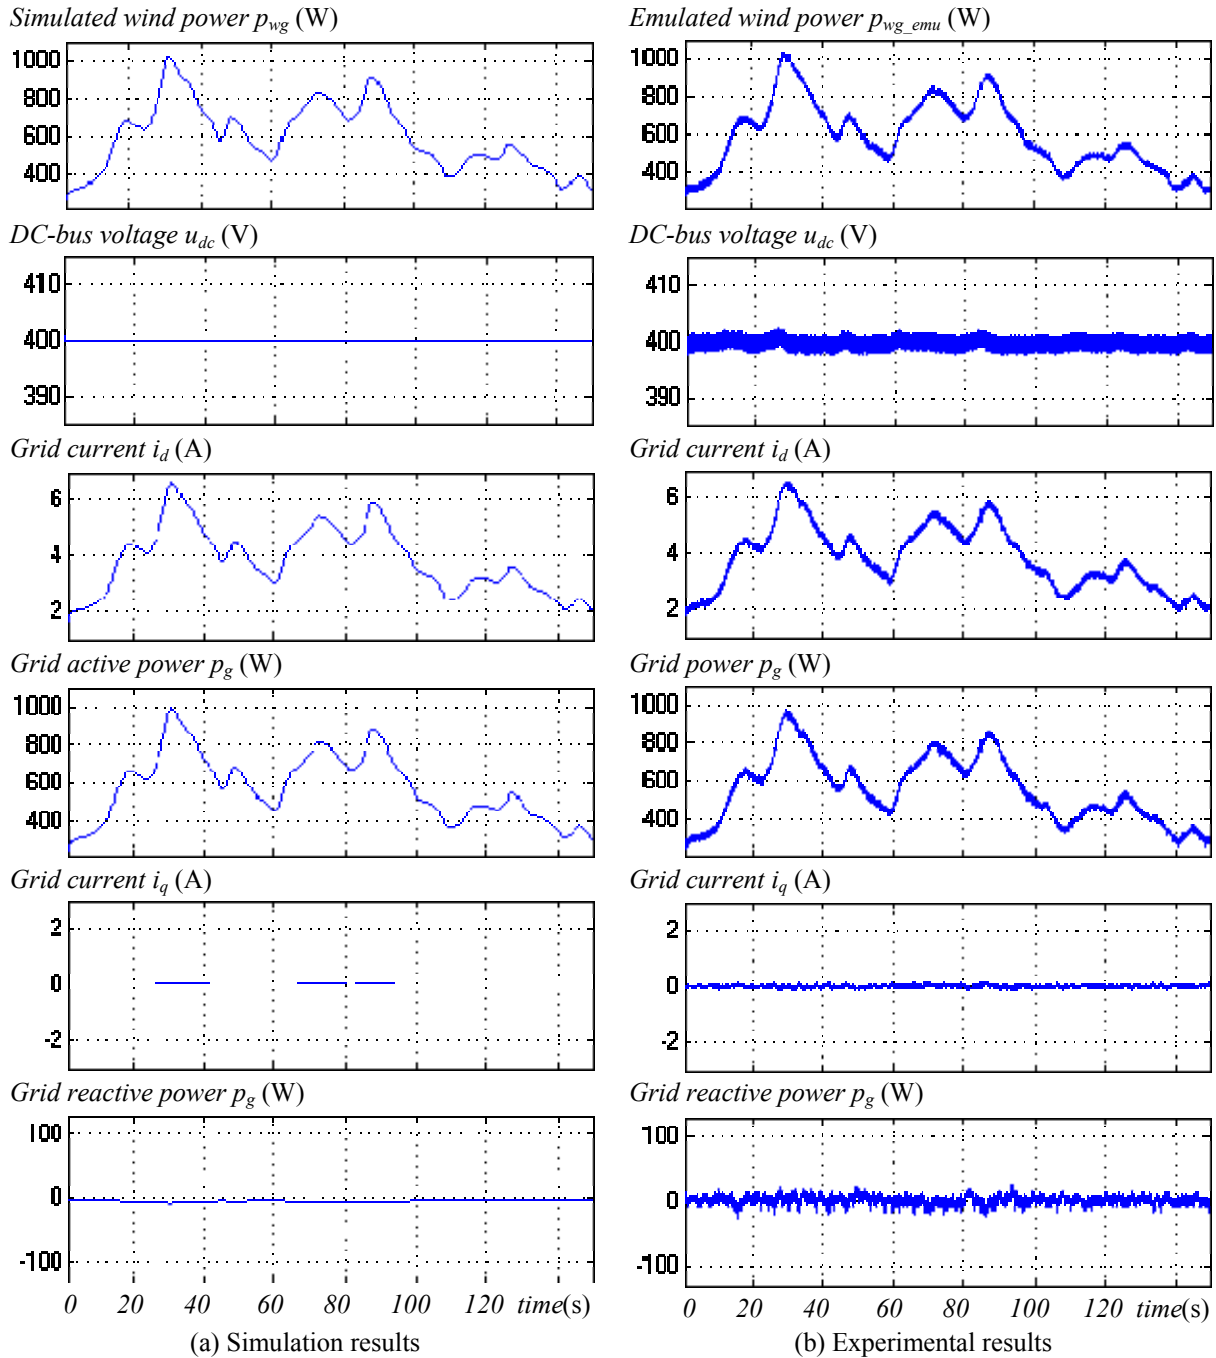 Simulated wind power p_wg (W)
1000
800
600
400
DC-bus voltage u_dc (V)
410
400
390
Grid current i_d (A)
6
4
2
Grid active power p_g (W)
1000
800
600
400
Grid current i_q (A)
2
0
-2
Grid reactive power p_g (W)
100
0
-100
0 20 40 60 80 100 120 time(s)
(a) Simulation results
Emulated wind power p_wg_emu (W)
1000
800
600
400
DC-bus voltage u_dc (V)
410
400
390
Grid current i_d (A)
6
4
2
Grid power p_g (W)
1000
800
600
400
Grid current i_q (A)
2
0
-2
Grid reactive power p_g (W)
100
0
-100
0 20 40 60 80 100 120 time(s)
(b) Experimental results